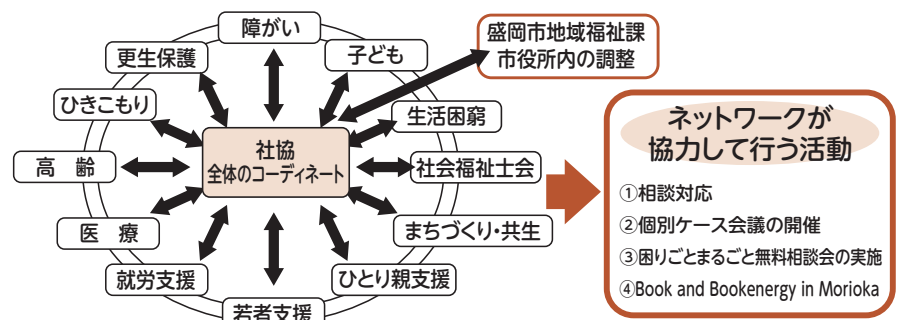 障がい
更生保護
子ども
盛岡市地域福祉課
市役所内の調整
ひきこもり
生活困窮
社協
全体のコーディネート
高　齢
社会福祉士会
医　療
まちづくり・共生
就労支援
ひとり親支援
若者支援
ネットワークが
協力して行う活動
①相談対応
②個別ケース会議の開催
③困りごとまるごと無料相談会の実施
④Book and Bookenergy in Morioka